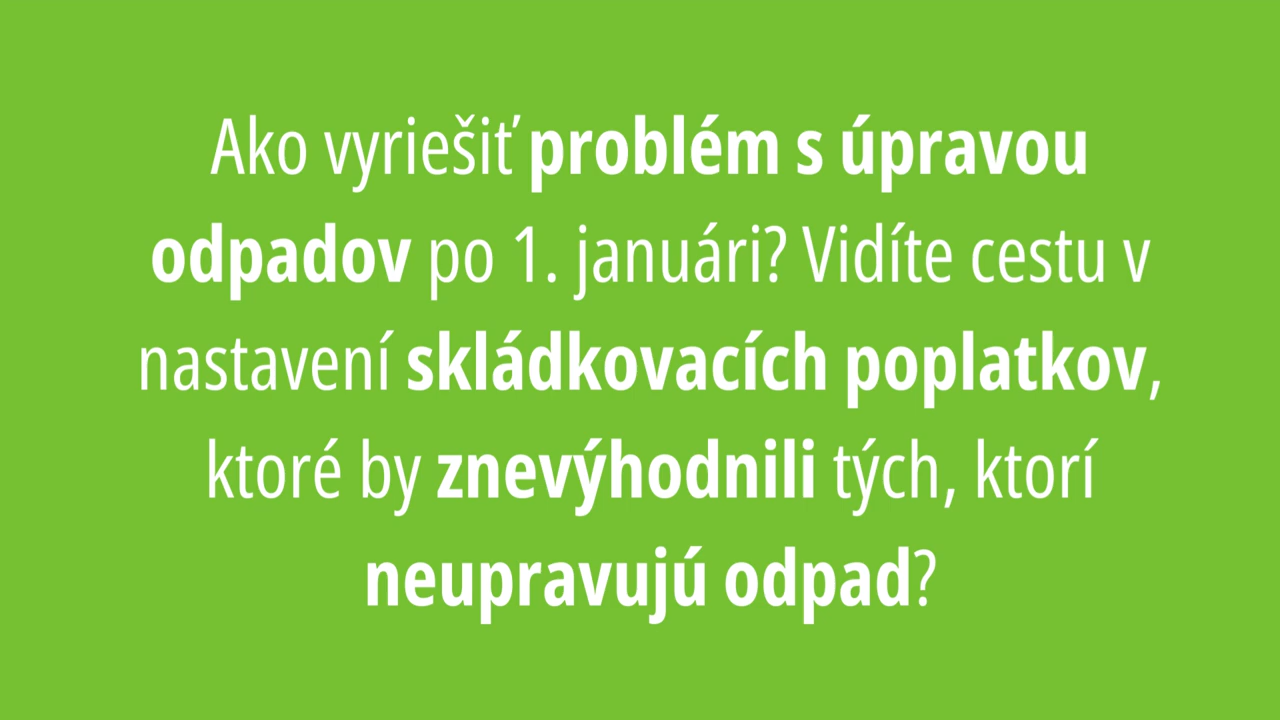 Ako vyriešiť problém s úpravou
odpadov po 1. januári? Vidíte cestu v
nastavení skládkovacích poplatkov,
ktoré by znevýhodnili tých, ktorí
neupravujú odpad?